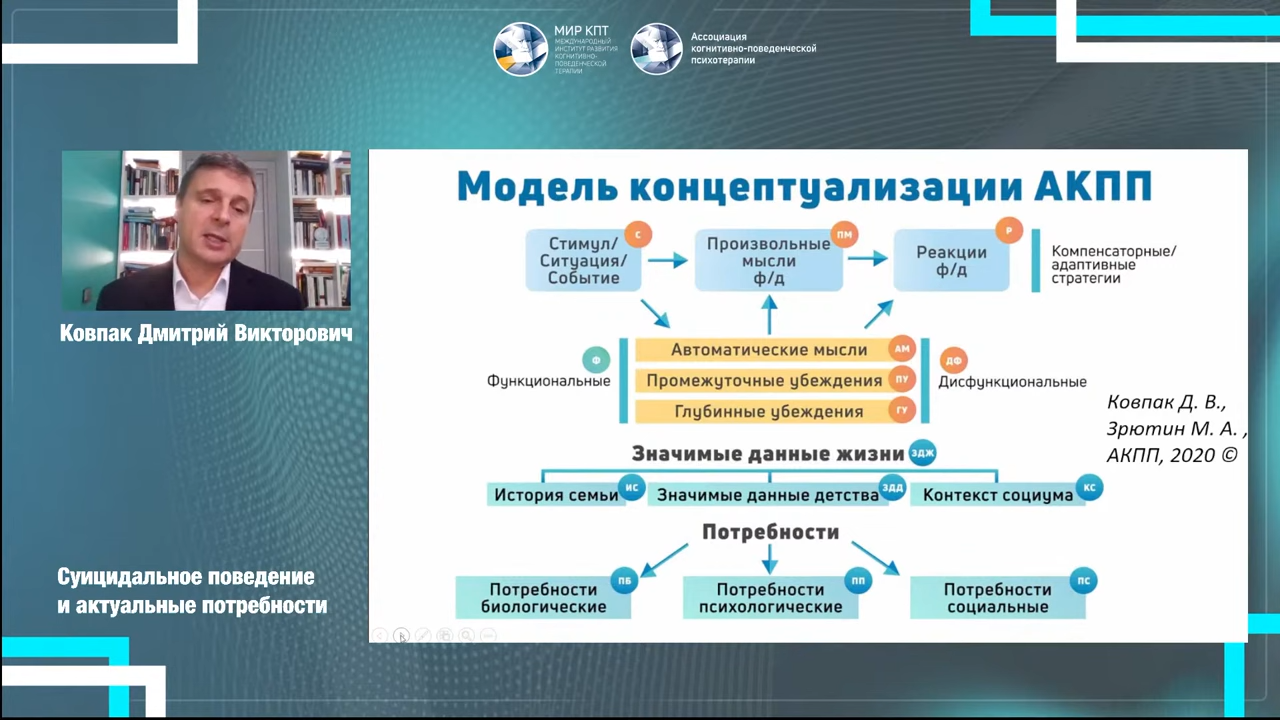 МИР КПТ
МЕЖДУНАРОДНЫЙ
ИНСТИТУТ РАЗВИТИЯ
КОГНИТИВНО-
ПОВЕДЕНЧЕСКОЙ
ТЕРАПИИ
Ассоциация
когнитивно-поведенческой
психотерапии
Ковпак Дмитрий Викторович
Суицидальное поведение
и актуальные потребности
Модель концептуализации АКПП
Стимул/
Ситуация/
Событие
С
Произвольные
мысли
ф/д
ПМ
Реакции
ф/д
Р
Компенсаторные/
адаптивные
стратегии
Ф
Функциональные
Автоматические мысли
АМ
Промежуточные убеждения
ПУ
Глубинные убеждения
ГУ
ДФ
Дисфункциональные
Ковпак Д. В.,
Зрютин М. А. ,
АКПП, 2020 ©
Значимые данные жизни
ЗДЖ
История семьи
ИС
Значимые данные детства
ЗДД
Контекст социума
КС
Потребности
Потребности
биологические
ПБ
Потребности
психологические
ПП
Потребности
социальные
ПС